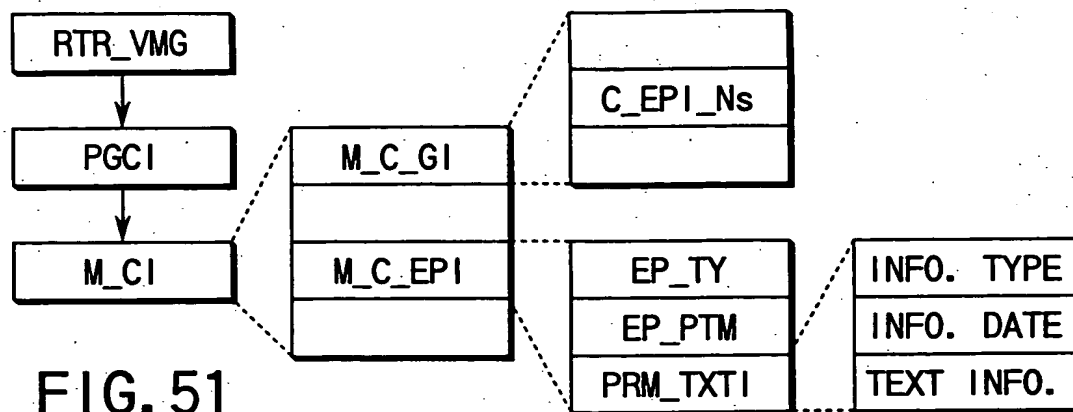 RTR_VMG
PGCI
M_CI
M_C_GI
M_C_EPI
C_EPI_Ns
EP_TY
EP_PTM
PRM_TXTI
INFO. TYPE
INFO. DATE
TEXT INFO.
FIG.51